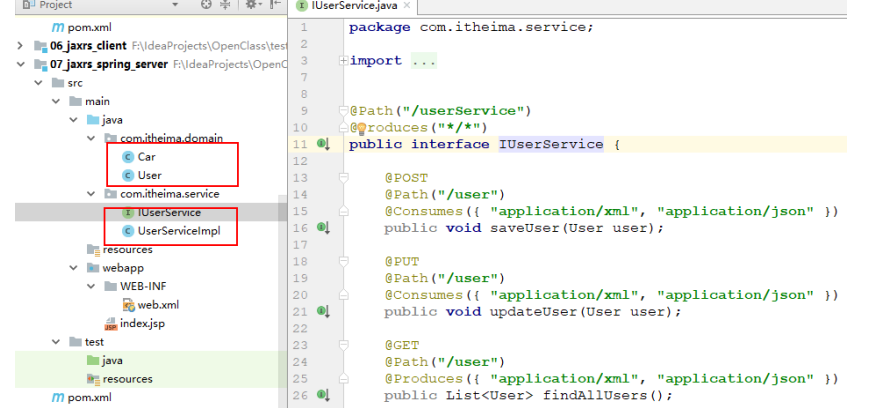 Project
IUserService.java
pom.xml
06_jaxrs_client F:\IdeaProjects\OpenClass\test
07_jaxrs_spring_server F:\IdeaProjects\OpenC
src
main
java
com.itheima.domain
Car
User
com.itheima.service
IUserService
UserServiceImpl
resources
webapp
WEB-INF
web.xml
index.jsp
test
java
resources
pom.xml
1 package com.itheima.service;
2
3 import ...
7
8
9 @Path("/userService")
10 @Produces("*/*")
11 public interface IUserService {
12
13 @POST
14 @Path("/user")
15 @Consumes({ "application/xml", "application/json" })
16 public void saveUser(User user);
17
18 @PUT
19 @Path("/user")
20 @Consumes({ "application/xml", "application/json" })
21 public void updateUser(User user);
22
23 @GET
24 @Path("/user")
25 @Produces({ "application/xml", "application/json" })
26 public List<User> findAllUsers();